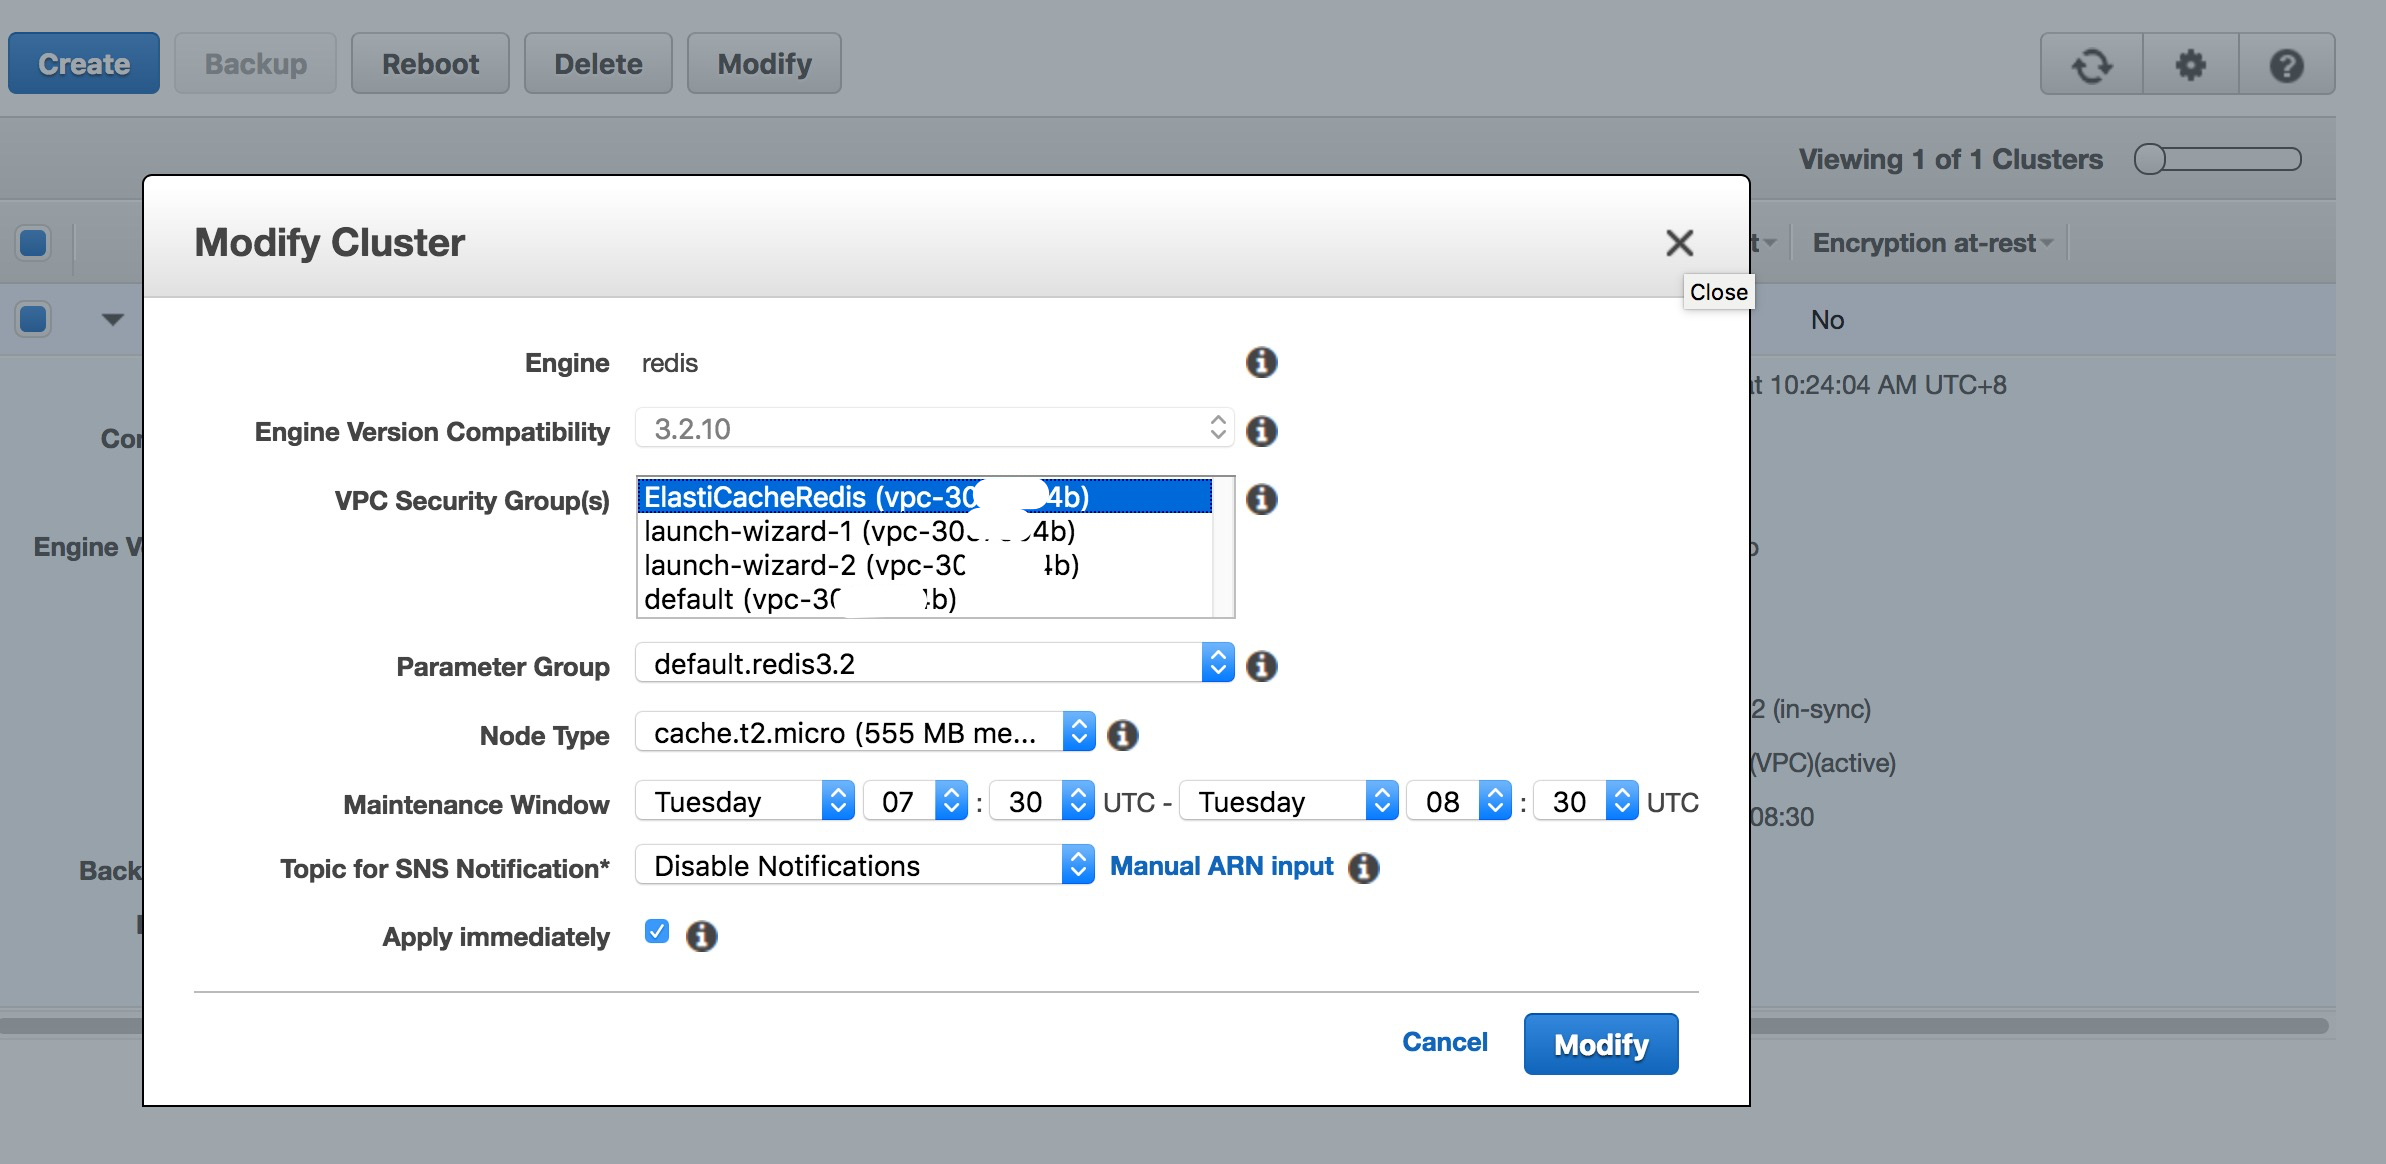 Create Backup Reboot Delete Modify
Viewing 1 of 1 Clusters
Modify Cluster
Encryption at-rest
Close
No
Engine redis
at 10:24:04 AM UTC+8
Engine Version Compatibility 3.2.10
VPC Security Group(s) ElastiCacheRedis (vpc-30 4b)
launch-wizard-1 (vpc-30 4b)
launch-wizard-2 (vpc-30 4b)
default (vpc-30 b)
Engine
Parameter Group default.redis3.2
2 (in-sync)
Node Type cache.t2.micro (555 MB me...
(VPC)(active)
Maintenance Window Tuesday 07 : 30 UTC - Tuesday 08 : 30 UTC
08:30
Topic for SNS Notification* Disable Notifications Manual ARN input
Back
Apply immediately
Cancel Modify